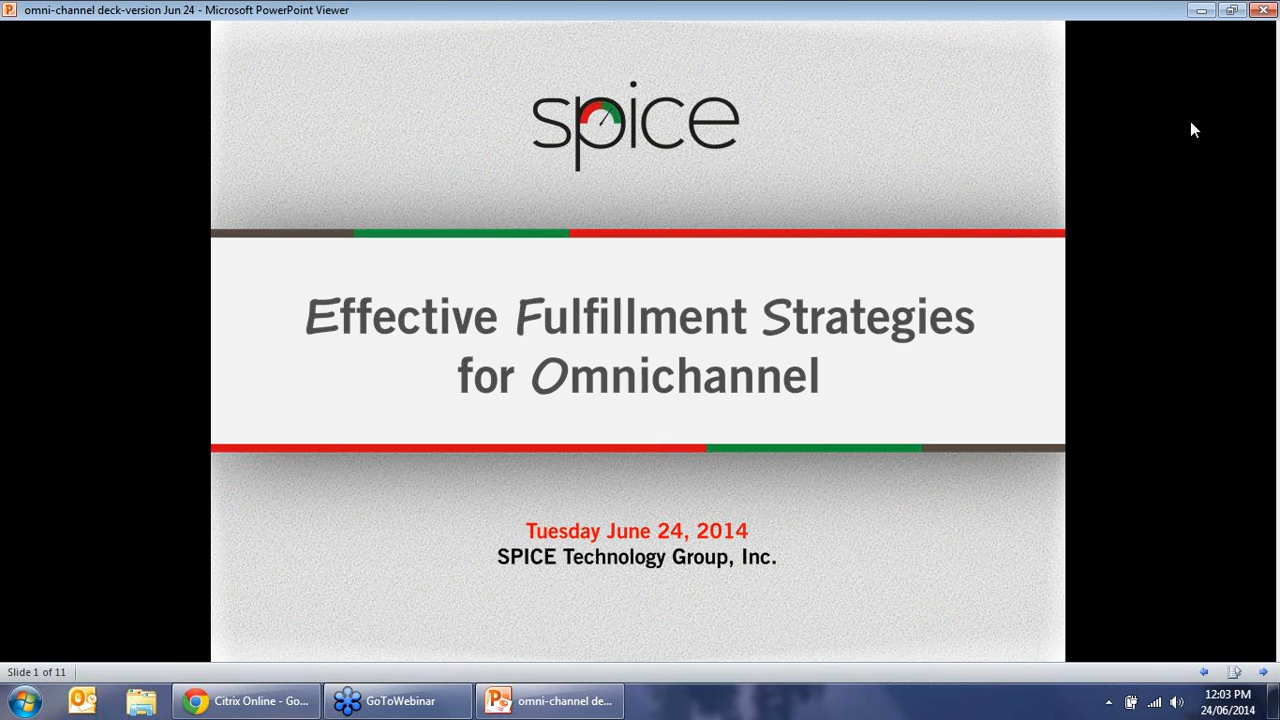 omni-channel deck-version Jun 24 - Microsoft PowerPoint Viewer
spice
Effective Fulfillment Strategies
for Omnichannel
Tuesday June 24, 2014
SPICE Technology Group, Inc.
Slide 1 of 11
Citrix Online - Go...
GoToWebinar
omni-channel de...
12:03 PM
24/06/2014